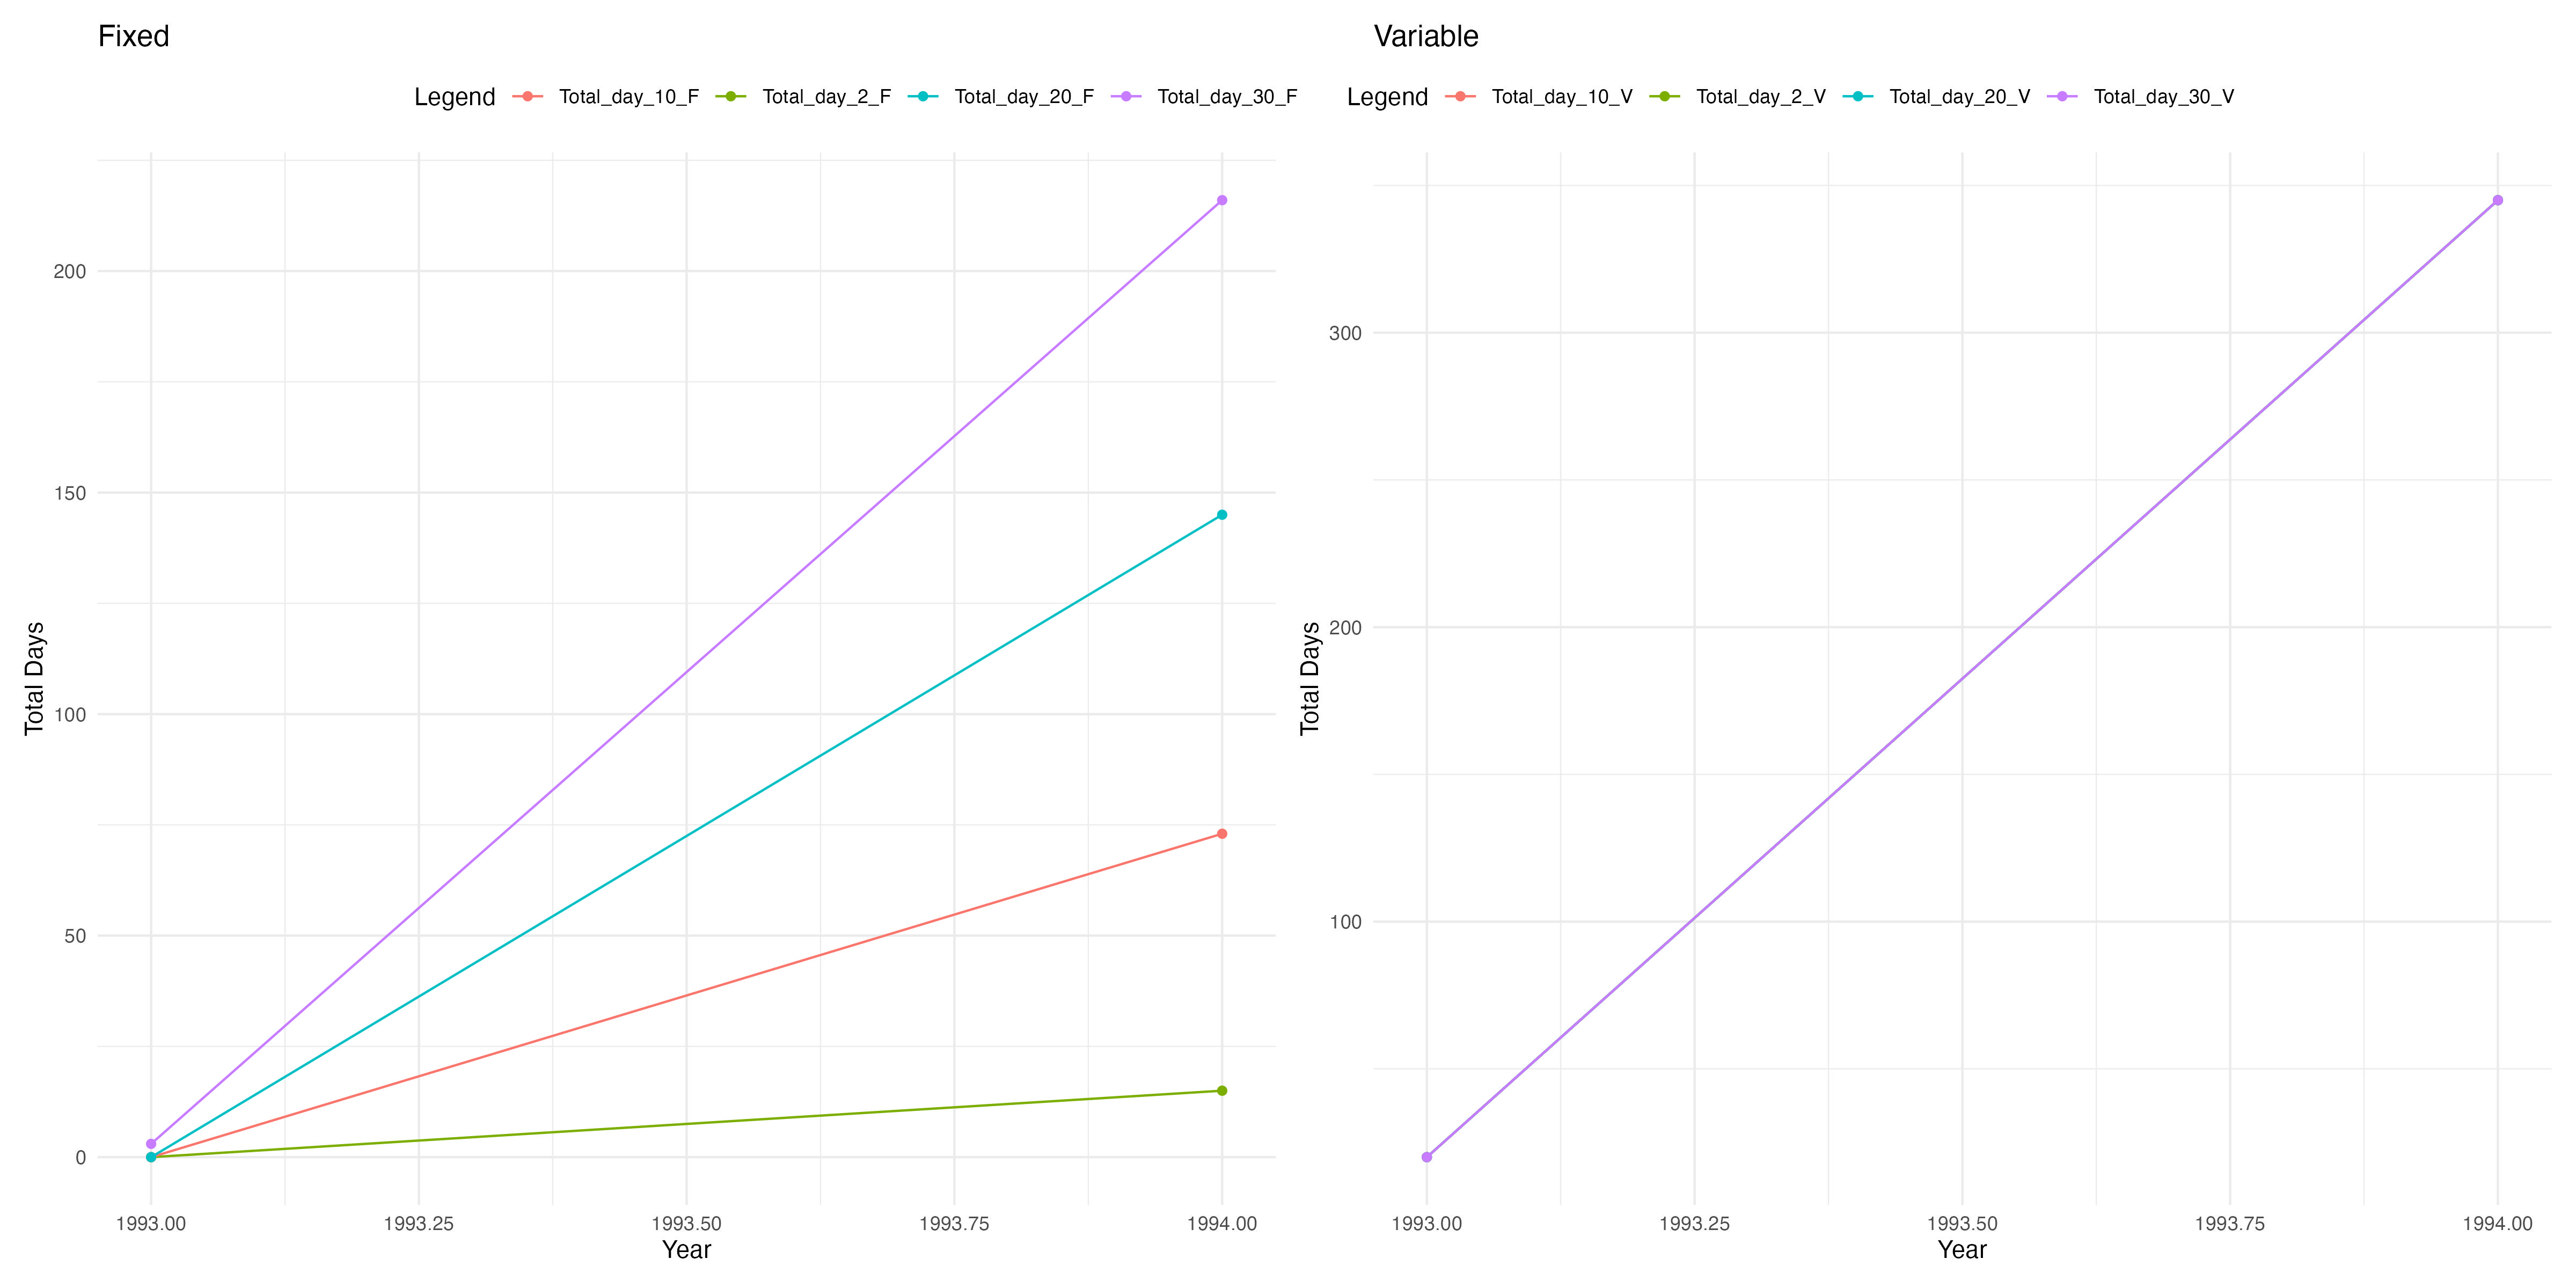 Fixed
Legend Total_day_10_F Total_day_2_F Total_day_20_F Total_day_30_F
Total Days
200
150
100
50
0
1993.00 1993.25 1993.50 1993.75 1994.00
Year
Variable
Legend Total_day_10_V Total_day_2_V Total_day_20_V Total_day_30_V
Total Days
300
200
100
1993.00 1993.25 1993.50 1993.75 1994.00
Year